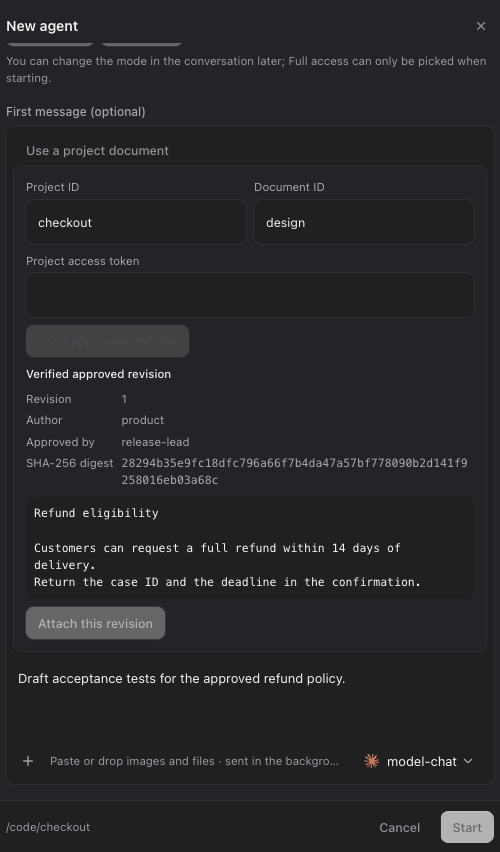 New agent
You can change the mode in the conversation later; Full access can only be picked when
starting.
First message (optional)
Use a project document
Project ID
Document ID
checkout
design
Project access token
Load approved revision
Verified approved revision
Revision 1
Author product
Approved by release-lead
SHA-256 digest 28294b35e9fc18dfc796a66f7b4da47a57bf778090b2d141f9
258016eb03a68c
Refund eligibility
Customers can request a full refund within 14 days of
delivery.
Return the case ID and the deadline in the confirmation.
Attach this revision
Draft acceptance tests for the approved refund policy.
Paste or drop images and files · sent in the backgro...
model-chat
/code/checkout
Cancel
Start